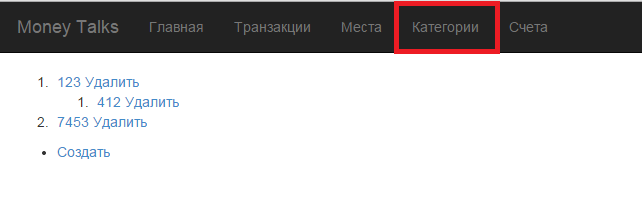 Money Talks Главная Транзакции Места Категории Счета
1. 123 Удалить
1. 412 Удалить
2. 7453 Удалить
• Создать